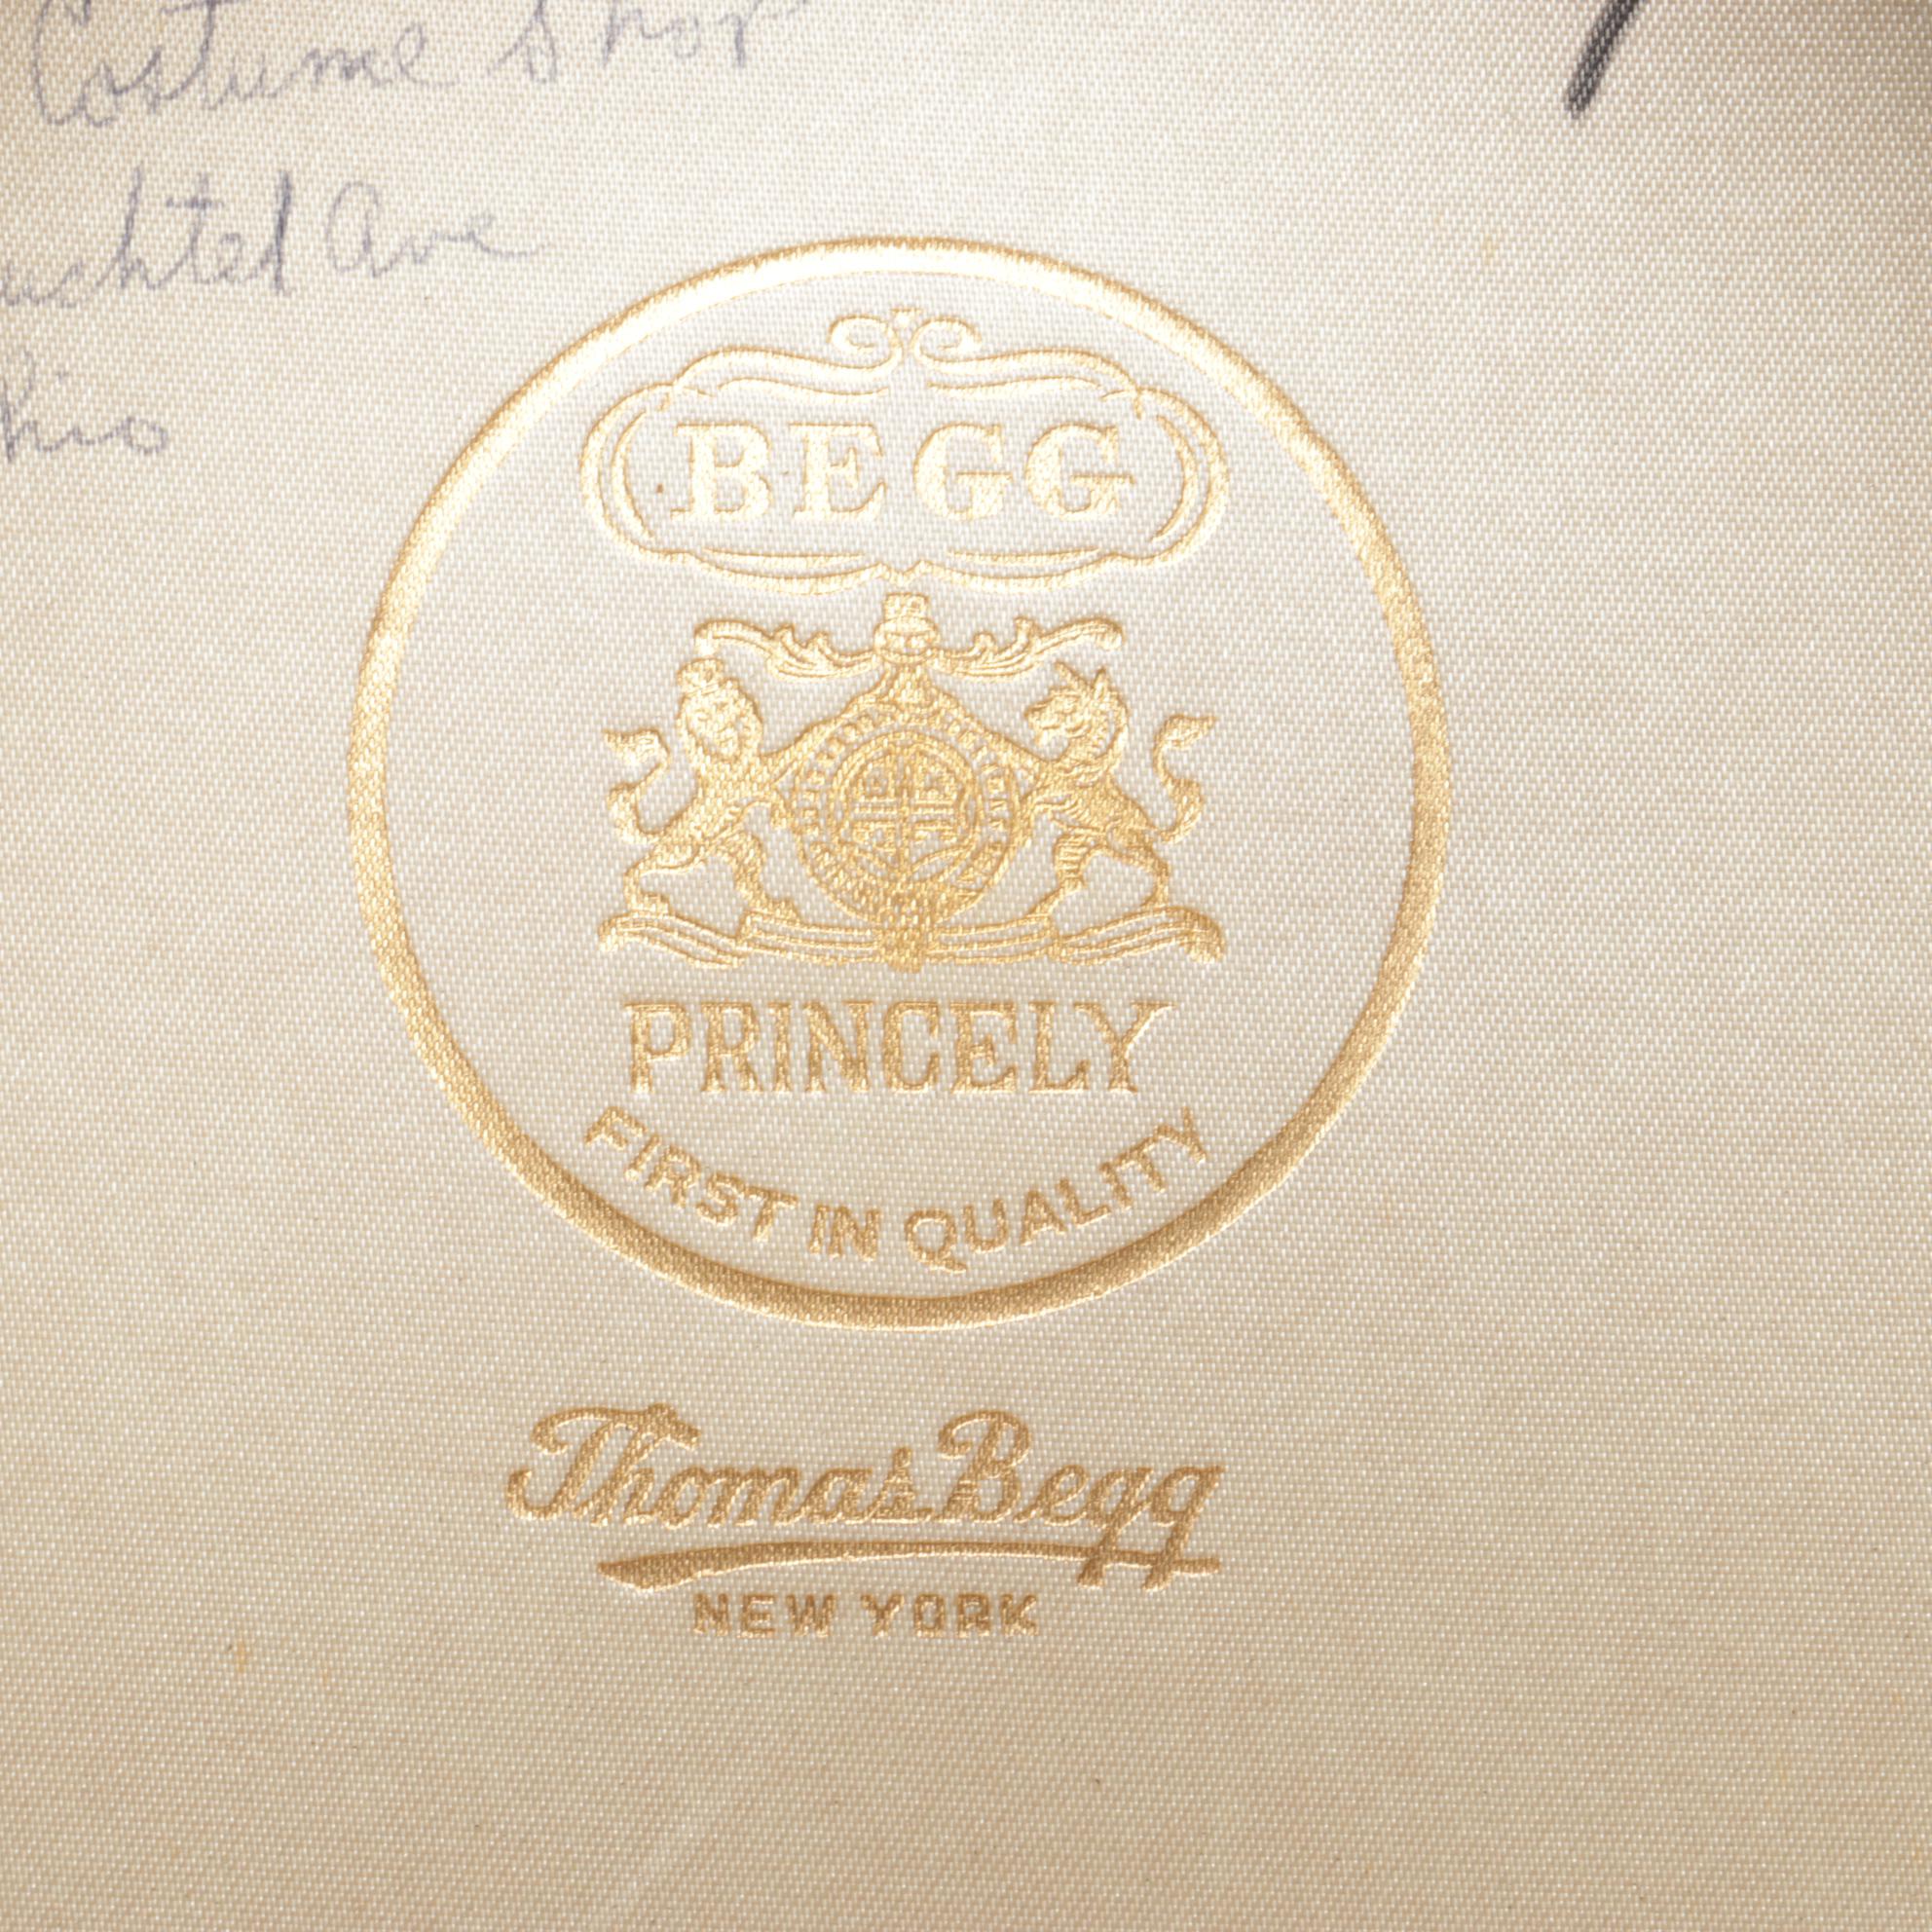 Costume Shop
uchtel Ave
hio
BEGG
PRINCELY
FIRST IN QUALITY
Thomas Begg
NEW YORK